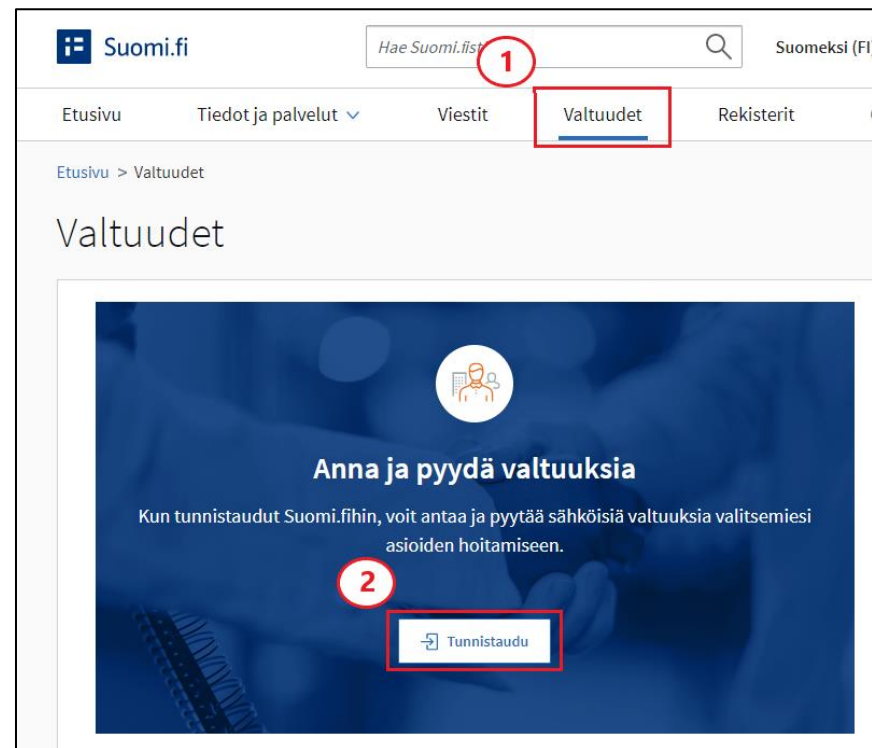 Suomi.fi
Hae Suomi.fist
Suomeksi (FI)
1
Etusivu Tiedot ja palvelut Viestit Valtuudet Rekisterit
Etusivu > Valtuudet
Valtuudet
Anna ja pyydä valtuuksia
Kun tunnistaudut Suomi.fihin, voit antaa ja pyytää sähköisiä valtuuksia valitsemiesi
asioiden hoitamiseen.
2
Tunnistaudu